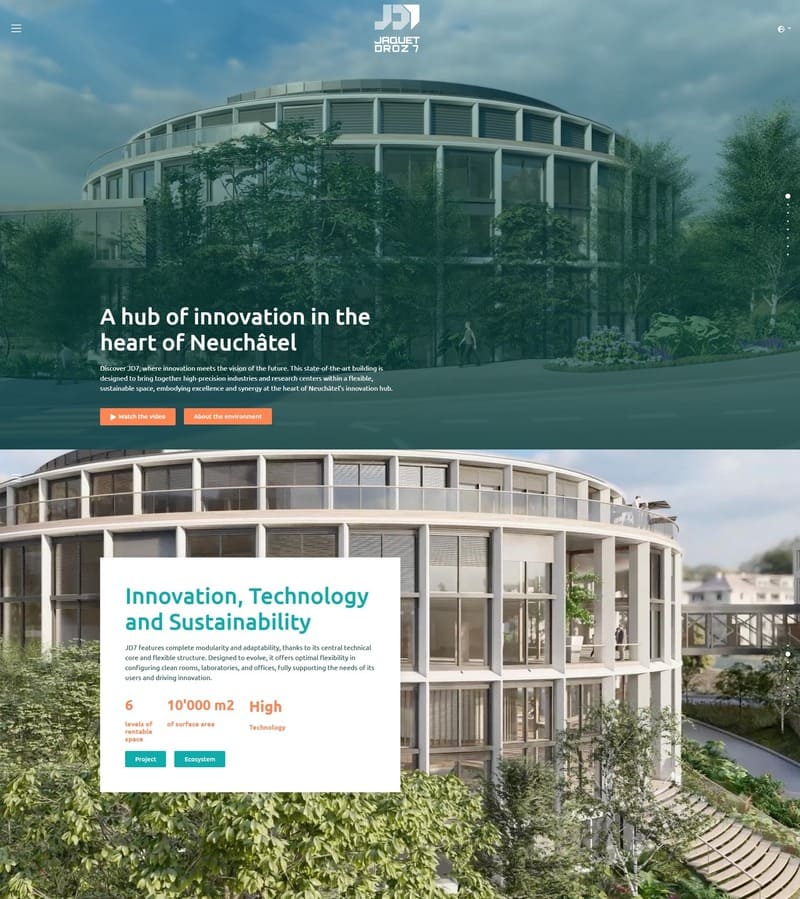 JD7
JAQUET
DROZ 7
A hub of innovation in the
heart of Neuchâtel
Discover JD7, where innovation meets the vision of the future. This state-of-the-art building is
designed to bring together high-precision industries and research centers within a flexible,
sustainable space, embodying excellence and synergy at the heart of Neuchâtel's innovation hub.
Watch the video
About the environment
Innovation, Technology
and Sustainability
JD7 features complete modularity and adaptability, thanks to its central technical
core and flexible structure. Designed to evolve, it offers optimal flexibility in
configuring clean rooms, laboratories, and offices, fully supporting the needs of its
users and driving innovation.
6
levels of
rentable
space
10'000 m2
of surface area
High
Technology
Project
Ecosystem